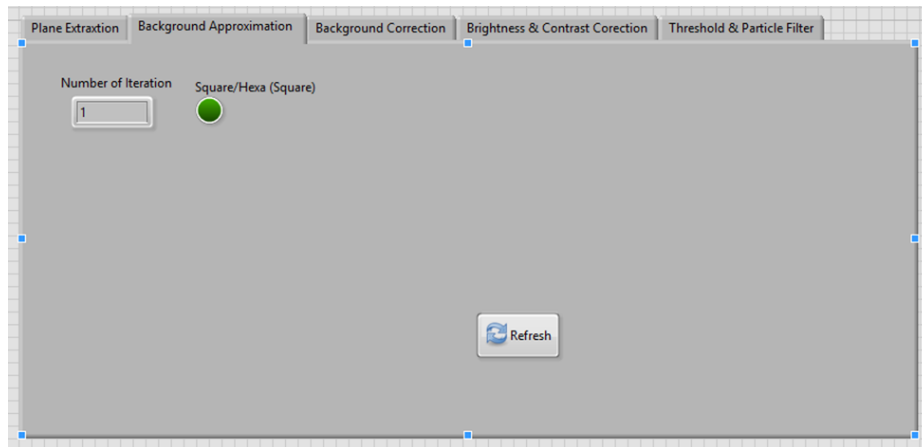 Plane Extraxtion
Background Approximation
Background Correction
Brightness & Contrast Corection
Threshold & Particle Filter
Number of Iteration
Square/Hexa (Square)
1
Refresh